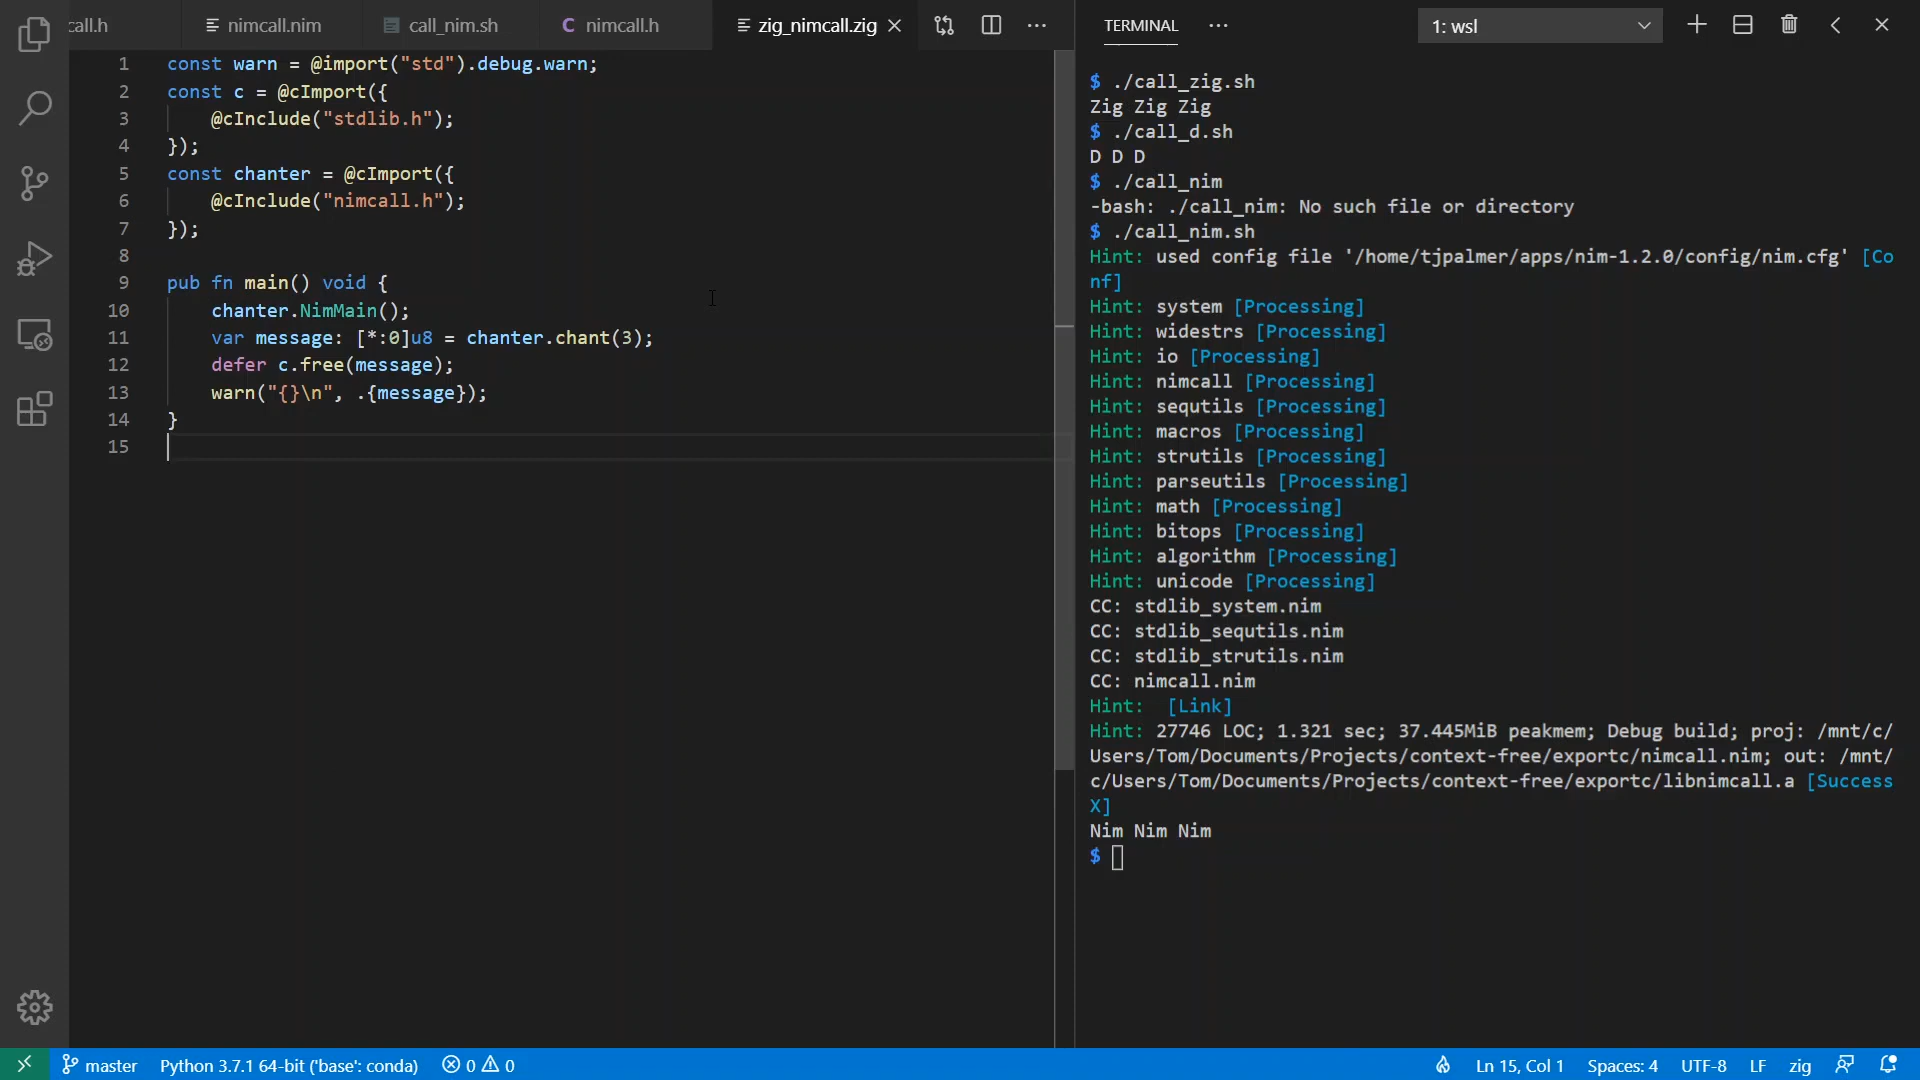 call.h
nimcall.nim
call_nim.sh
C nimcall.h
zig_nimcall.zig
1 const warn = @import("std").debug.warn;
2 const c = @cImport({
3 @cInclude("stdlib.h");
4 });
5 const chanter = @cImport({
6 @cInclude("nimcall.h");
7 });
8
9 pub fn main() void {
10 chanter.NimMain();
11 var message: [*:0]u8 = chanter.chant(3);
12 defer c.free(message);
13 warn("{}\n", .{message});
14 }
15
TERMINAL
1: wsl
$ ./call_zig.sh
Zig Zig Zig
$ ./call_d.sh
D D D
$ ./call_nim
-bash: ./call_nim: No such file or directory
$ ./call_nim.sh
Hint: used config file '/home/tjpalmer/apps/nim-1.2.0/config/nim.cfg' [Co
nf]
Hint: system [Processing]
Hint: widestrs [Processing]
Hint: io [Processing]
Hint: nimcall [Processing]
Hint: sequtils [Processing]
Hint: macros [Processing]
Hint: strutils [Processing]
Hint: parseutils [Processing]
Hint: math [Processing]
Hint: bitops [Processing]
Hint: algorithm [Processing]
Hint: unicode [Processing]
CC: stdlib_system.nim
CC: stdlib_sequtils.nim
CC: stdlib_strutils.nim
CC: nimcall.nim
Hint:  [Link]
Hint: 27746 LOC; 1.321 sec; 37.445MiB peakmem; Debug build; proj: /mnt/c/
Users/Tom/Documents/Projects/context-free/exportc/nimcall.nim; out: /mnt/
c/Users/Tom/Documents/Projects/context-free/exportc/libnimcall.a [Success
X]
Nim Nim Nim
$
master
Python 3.7.1 64-bit ('base': conda)
0
0
Ln 15, Col 1
Spaces: 4
UTF-8
LF
zig